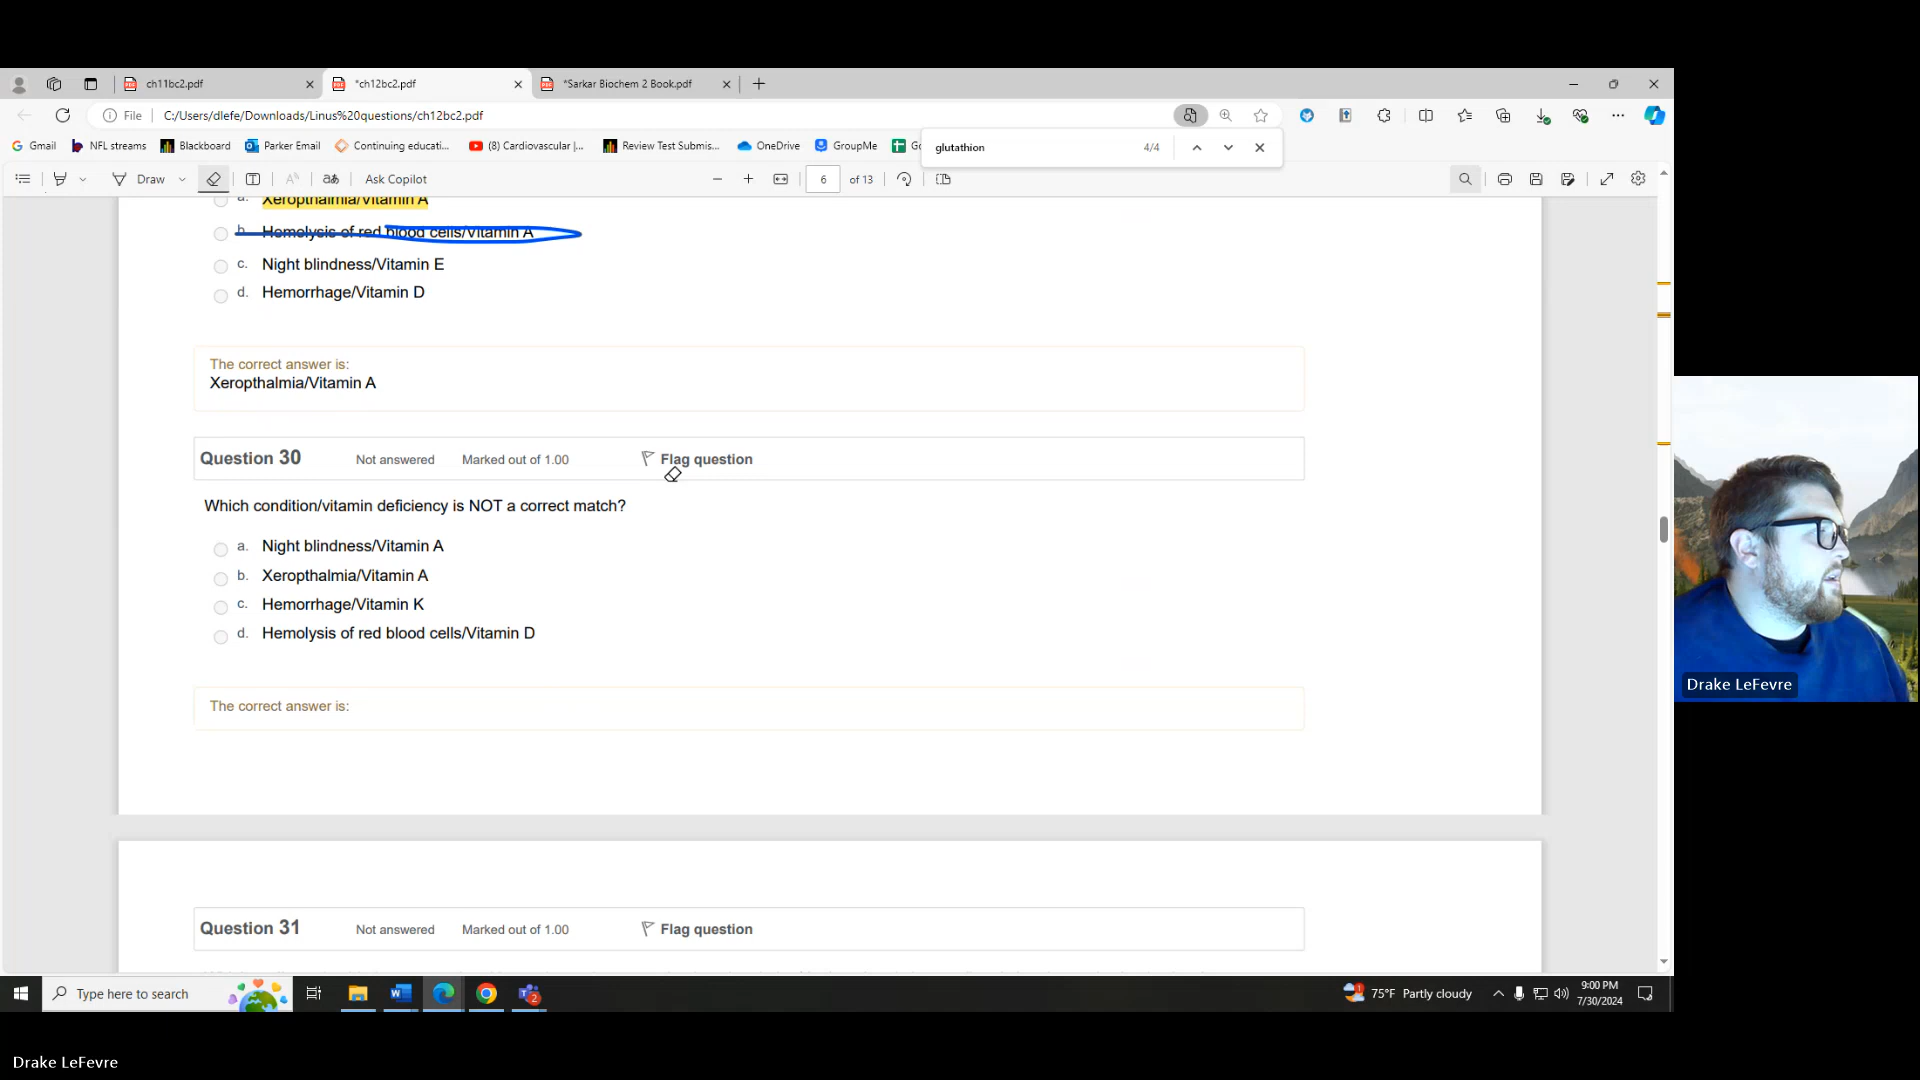 ch11bc2.pdf
*ch12bc2.pdf
*Sarkar Biochem 2 Book.pdf
File
C:/Users/dlefe/Downloads/Linus%20questions/ch12bc2.pdf
Gmail
NFL streams
Blackboard
Parker Email
Continuing educati...
(8) Cardiovascular |...
Review Test Submis...
OneDrive
GroupMe
glutathion
4/4
Draw
Ask Copilot
6 of 13
a. Xeropthalmia/Vitamin A
b. Hemolysis of red blood cells/Vitamin A
c. Night blindness/Vitamin E
d. Hemorrhage/Vitamin D
The correct answer is:
Xeropthalmia/Vitamin A
Question 30 Not answered Marked out of 1.00 Flag question
Which condition/vitamin deficiency is NOT a correct match?
a. Night blindness/Vitamin A
b. Xeropthalmia/Vitamin A
c. Hemorrhage/Vitamin K
d. Hemolysis of red blood cells/Vitamin D
The correct answer is:
Question 31 Not answered Marked out of 1.00 Flag question
Drake LeFevre
Type here to search
75°F Partly cloudy
9:00 PM
7/30/2024
Drake LeFevre